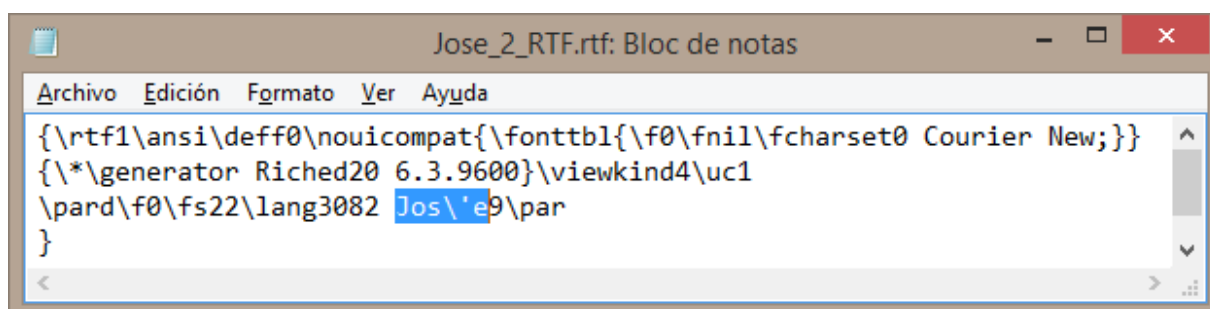 Jose_2_RTF.rtf: Bloc de notas
Archivo Edición Formato Ver Ayuda
{\rtf1\ansi\deff0\nouicompat{\fonttbl{\f0\fnil\fcharset0 Courier New;}}
{\*\generator Riched20 6.3.9600}\viewkind4\uc1
\pard\f0\fs22\lang3082 Jos\'e9\par
}